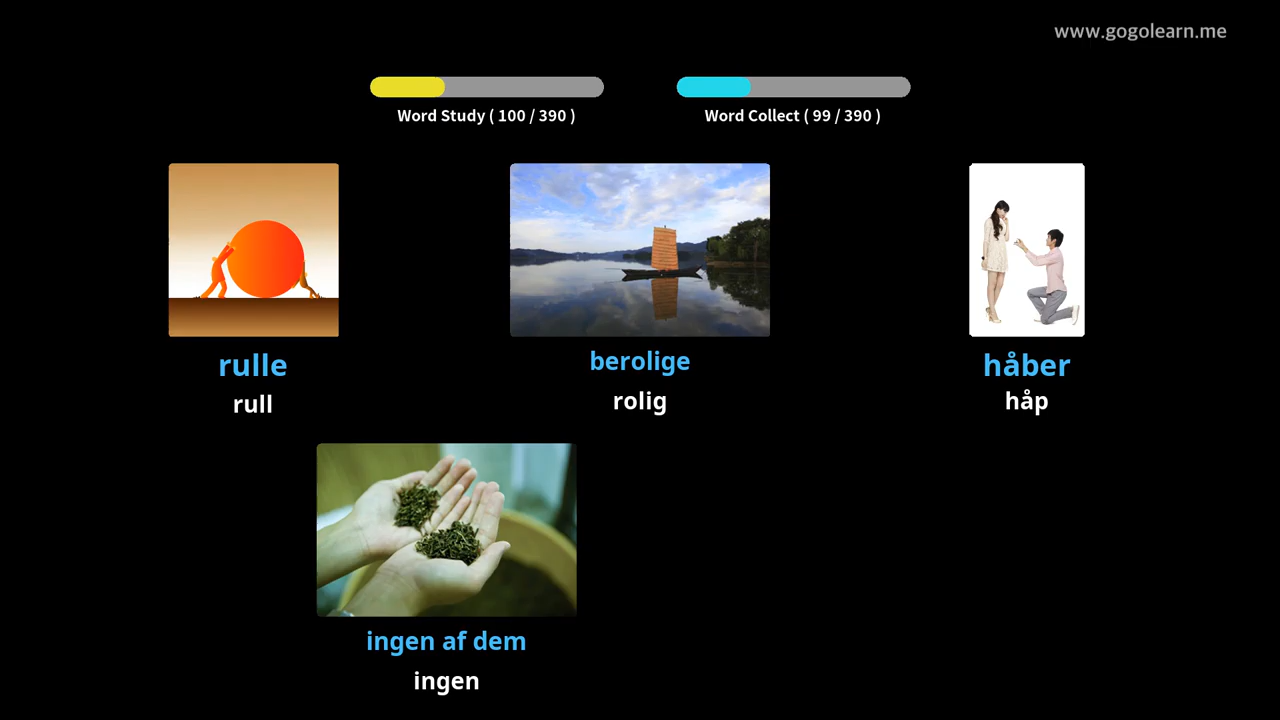 www.gogolearn.me
Word Study ( 100 / 390 )
Word Collect ( 99 / 390 )
rulle
rull
berolige
rolig
håber
håp
ingen af dem
ingen